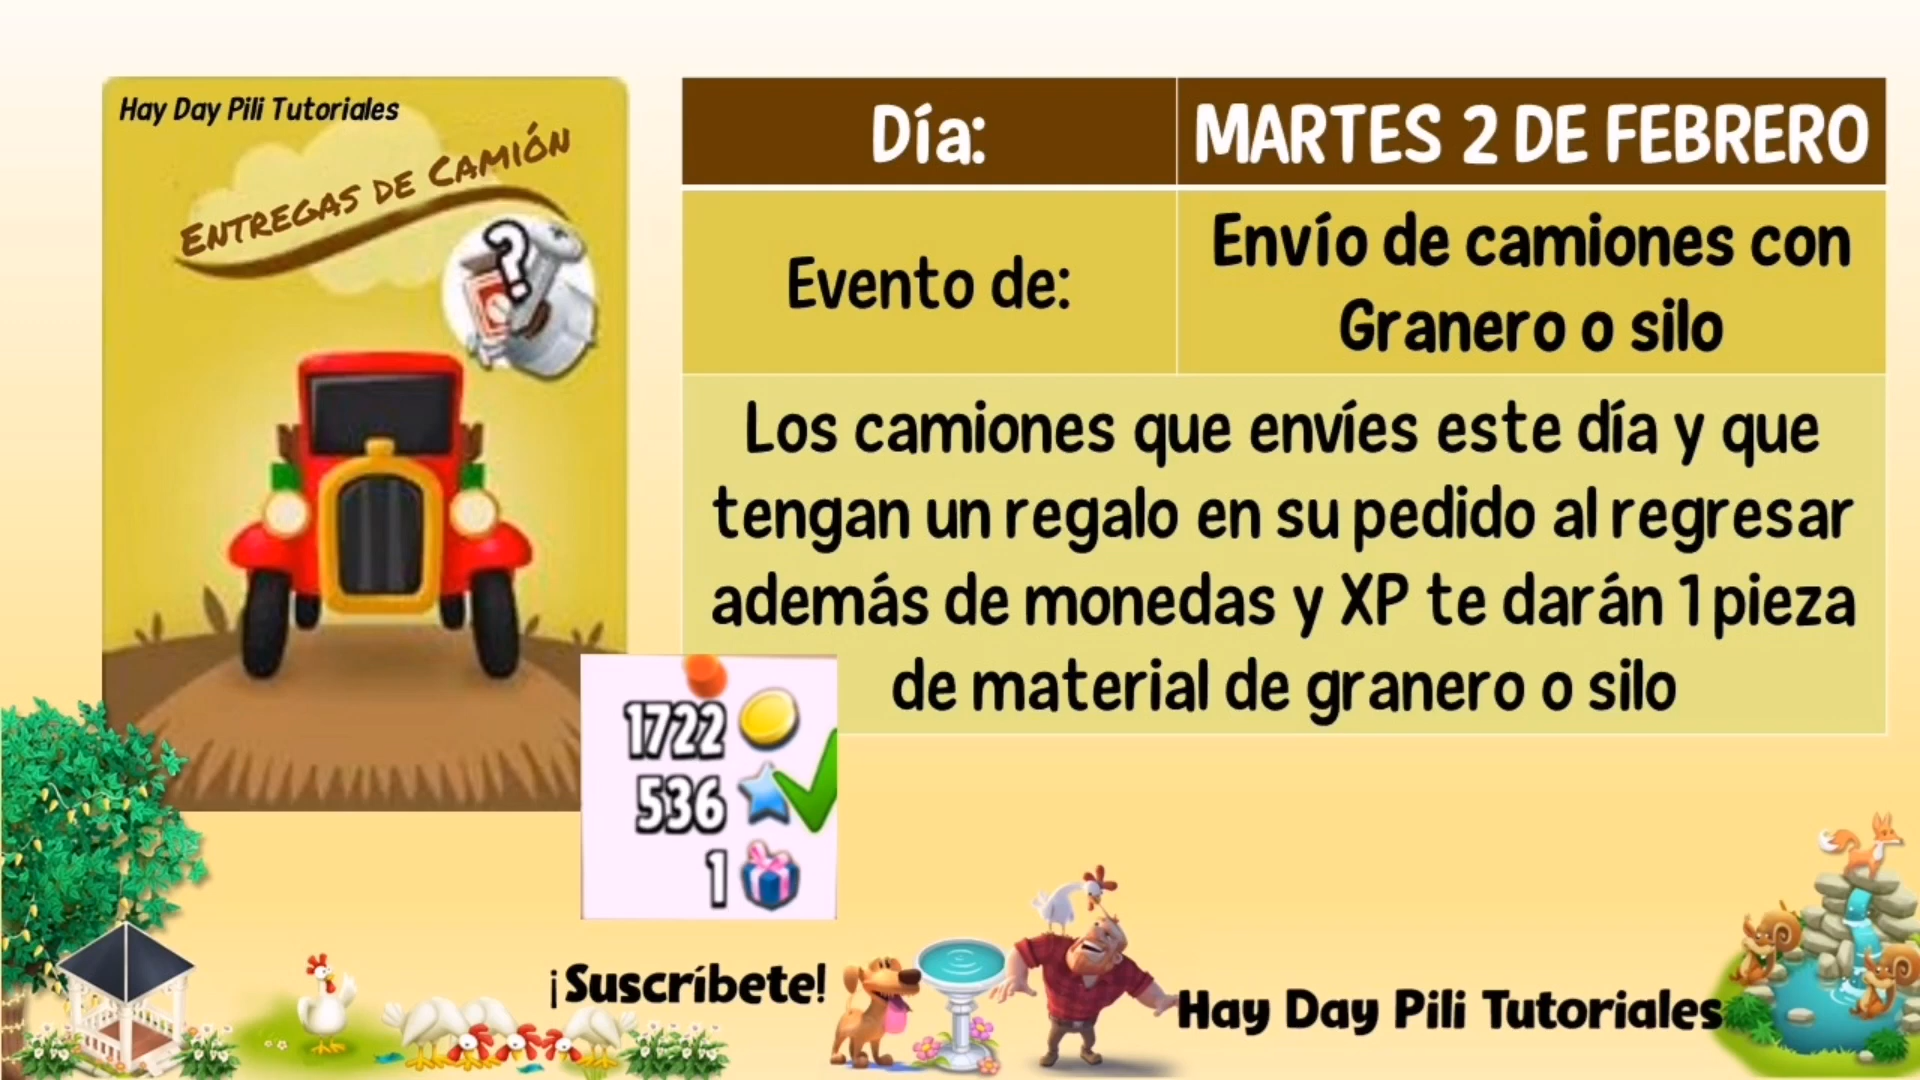 Hay Day Pili Tutoriales
ENTREGAS DE CAMIÓN
?
Día:
MARTES 2 DE FEBRERO
Evento de:
Envío de camiones con
Granero o silo
Los camiones que envíes este día y que
tengan un regalo en su pedido al regresar
además de monedas y XP te darán 1 pieza
de material de granero o silo
1722
536
1
¡Suscríbete!
Hay Day Pili Tutoriales